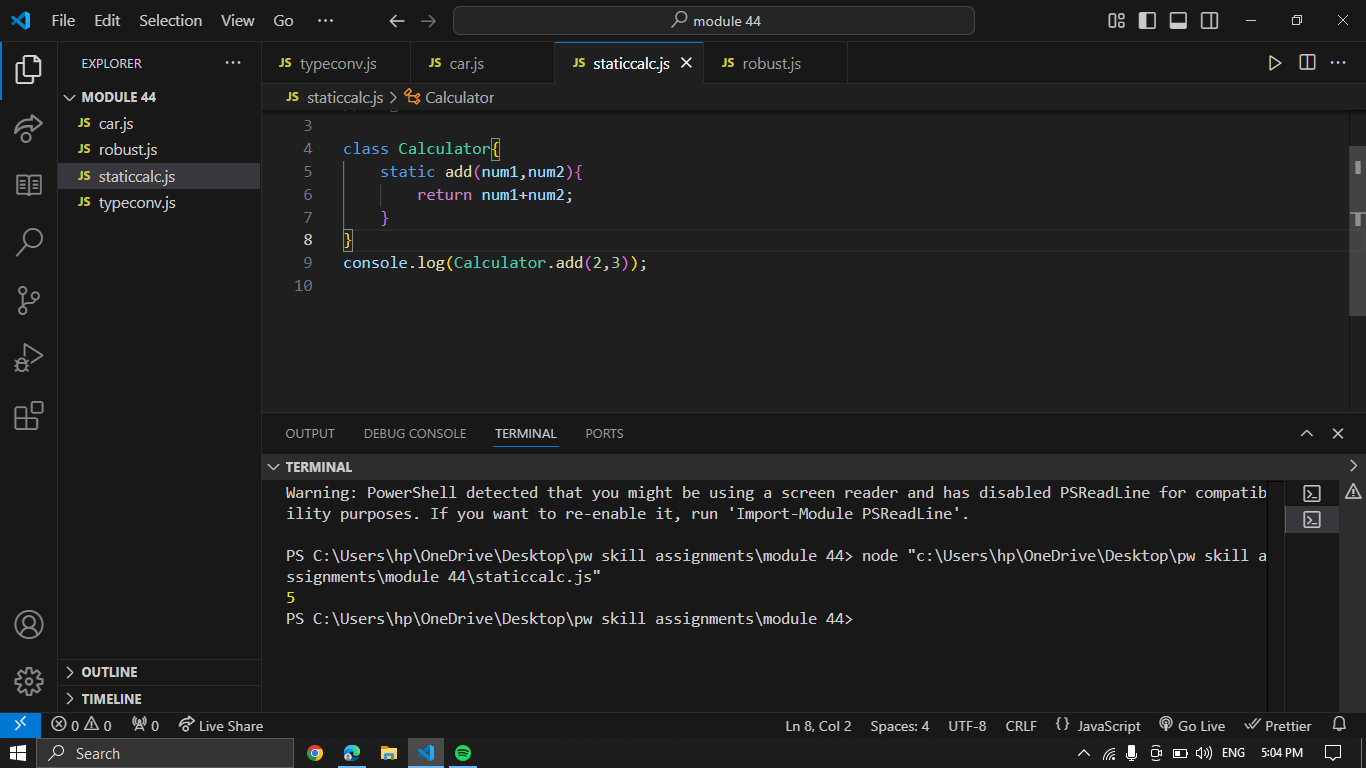 File Edit Selection View Go ··· module 44
EXPLORER ···
MODULE 44
JS car.js
JS robust.js
JS staticcalc.js
JS typeconv.js
OUTLINE
TIMELINE
JS typeconv.js JS car.js JS staticcalc.js JS robust.js
JS staticcalc.js > Calculator
3
4 class Calculator{
5 static add(num1,num2){
6 return num1+num2;
7 }
8 }
9 console.log(Calculator.add(2,3));
10
OUTPUT DEBUG CONSOLE TERMINAL PORTS
TERMINAL
Warning: PowerShell detected that you might be using a screen reader and has disabled PSReadLine for compatib
ility purposes. If you want to re-enable it, run 'Import-Module PSReadLine'.
PS C:\Users\hp\OneDrive\Desktop\pw skill assignments\module 44> node "c:\Users\hp\OneDrive\Desktop\pw skill a
ssignments\module 44\staticcalc.js"
5
PS C:\Users\hp\OneDrive\Desktop\pw skill assignments\module 44>
0 0 0 Live Share Ln 8, Col 2 Spaces: 4 UTF-8 CRLF {} JavaScript Go Live Prettier
Search ENG 5:04 PM